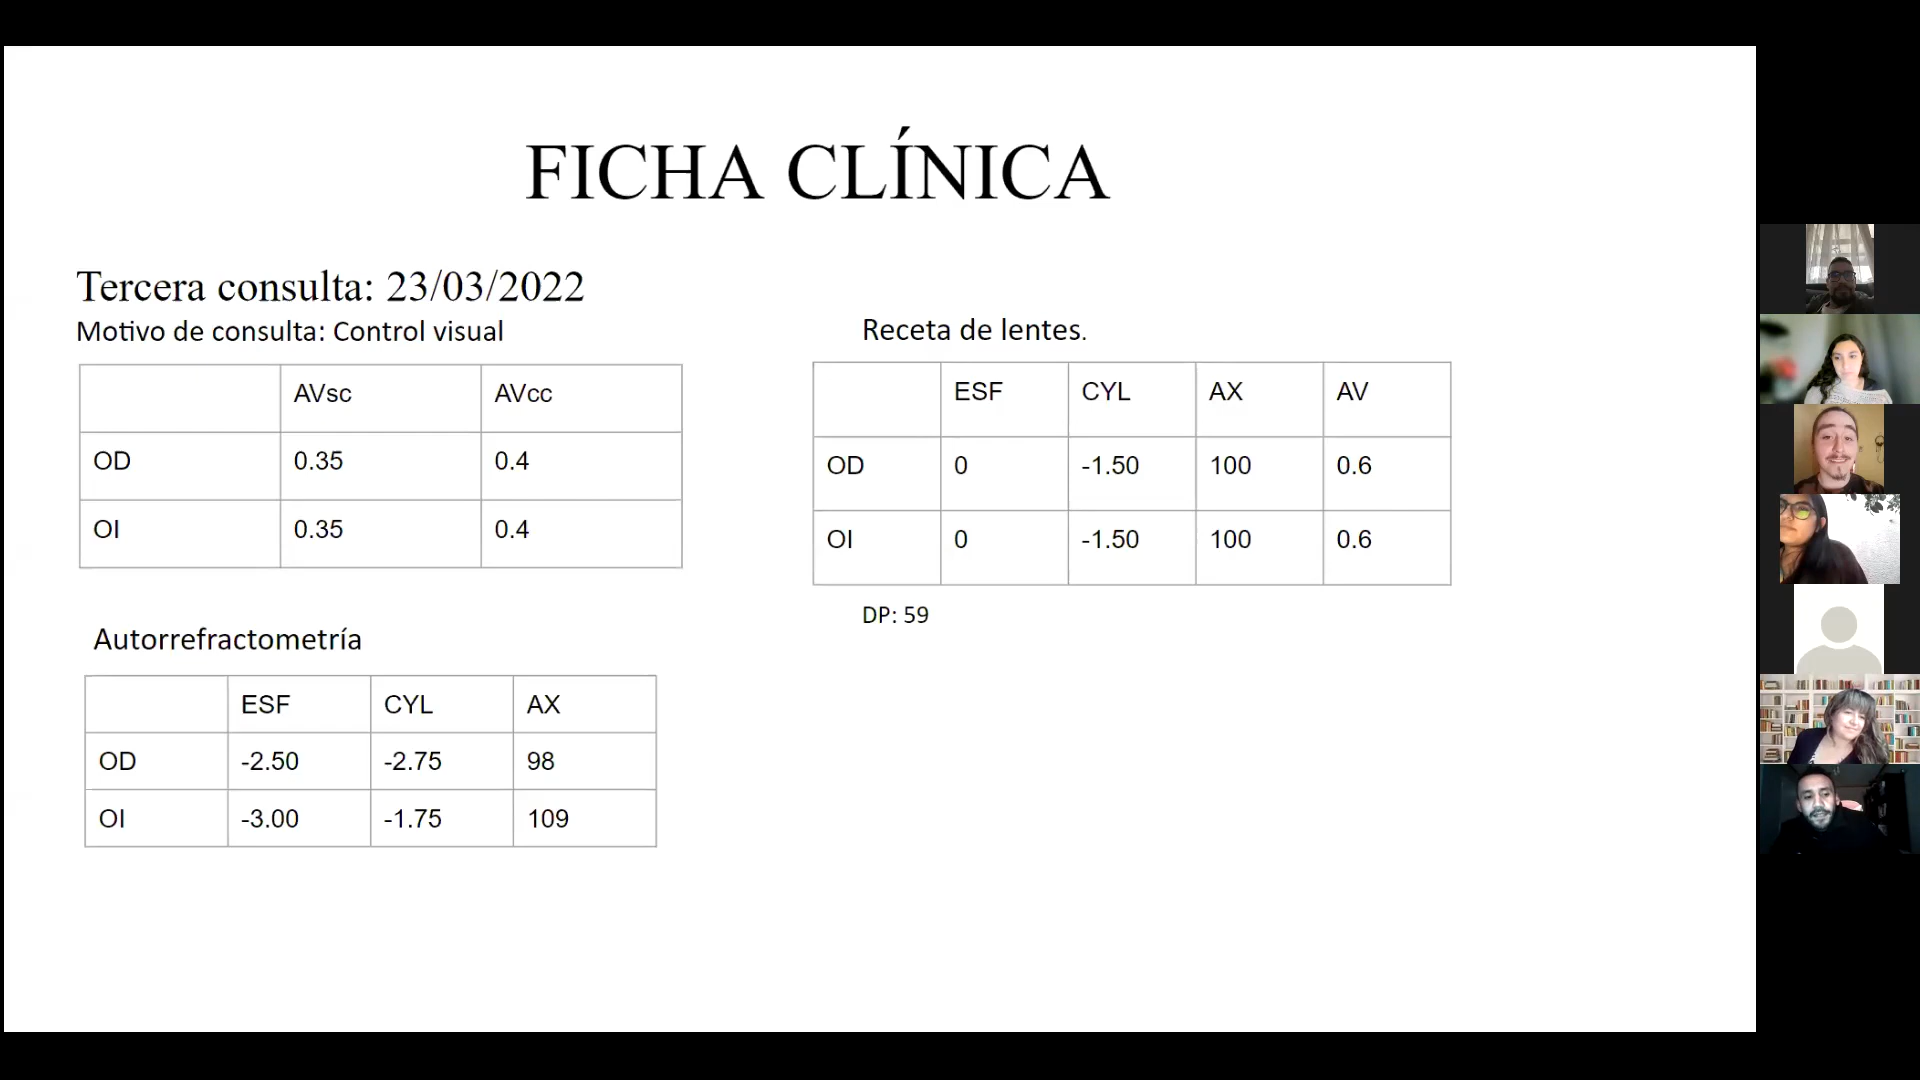 FICHA CLÍNICA
Tercera consulta: 23/03/2022
Motivo de consulta: Control visual
AVsc AVcc
OD 0.35 0.4
OI 0.35 0.4
Autorrefractometría
ESF CYL AX
OD -2.50 -2.75 98
OI -3.00 -1.75 109
Receta de lentes.
ESF CYL AX AV
OD 0 -1.50 100 0.6
OI 0 -1.50 100 0.6
DP: 59